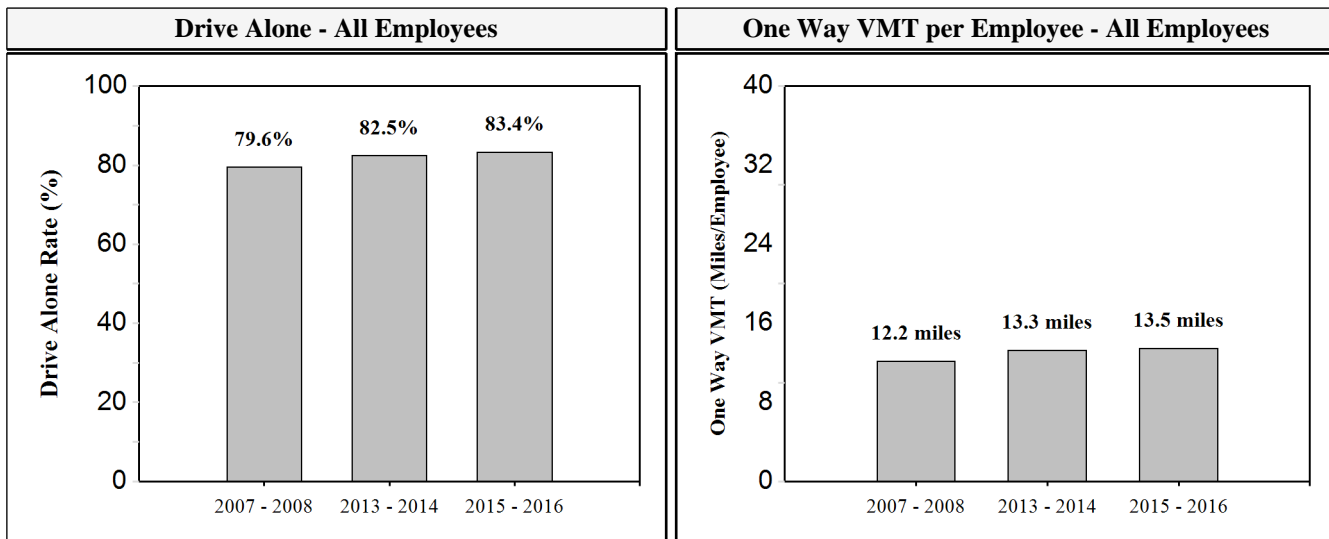 Drive Alone - All Employees
One Way VMT per Employee - All Employees
Drive Alone Rate (%)
100
80
60
40
20
0
79.6%
82.5%
83.4%
2007 - 2008
2013 - 2014
2015 - 2016
One Way VMT (Miles/Employee)
40
32
24
16
8
0
12.2 miles
13.3 miles
13.5 miles
2007 - 2008
2013 - 2014
2015 - 2016